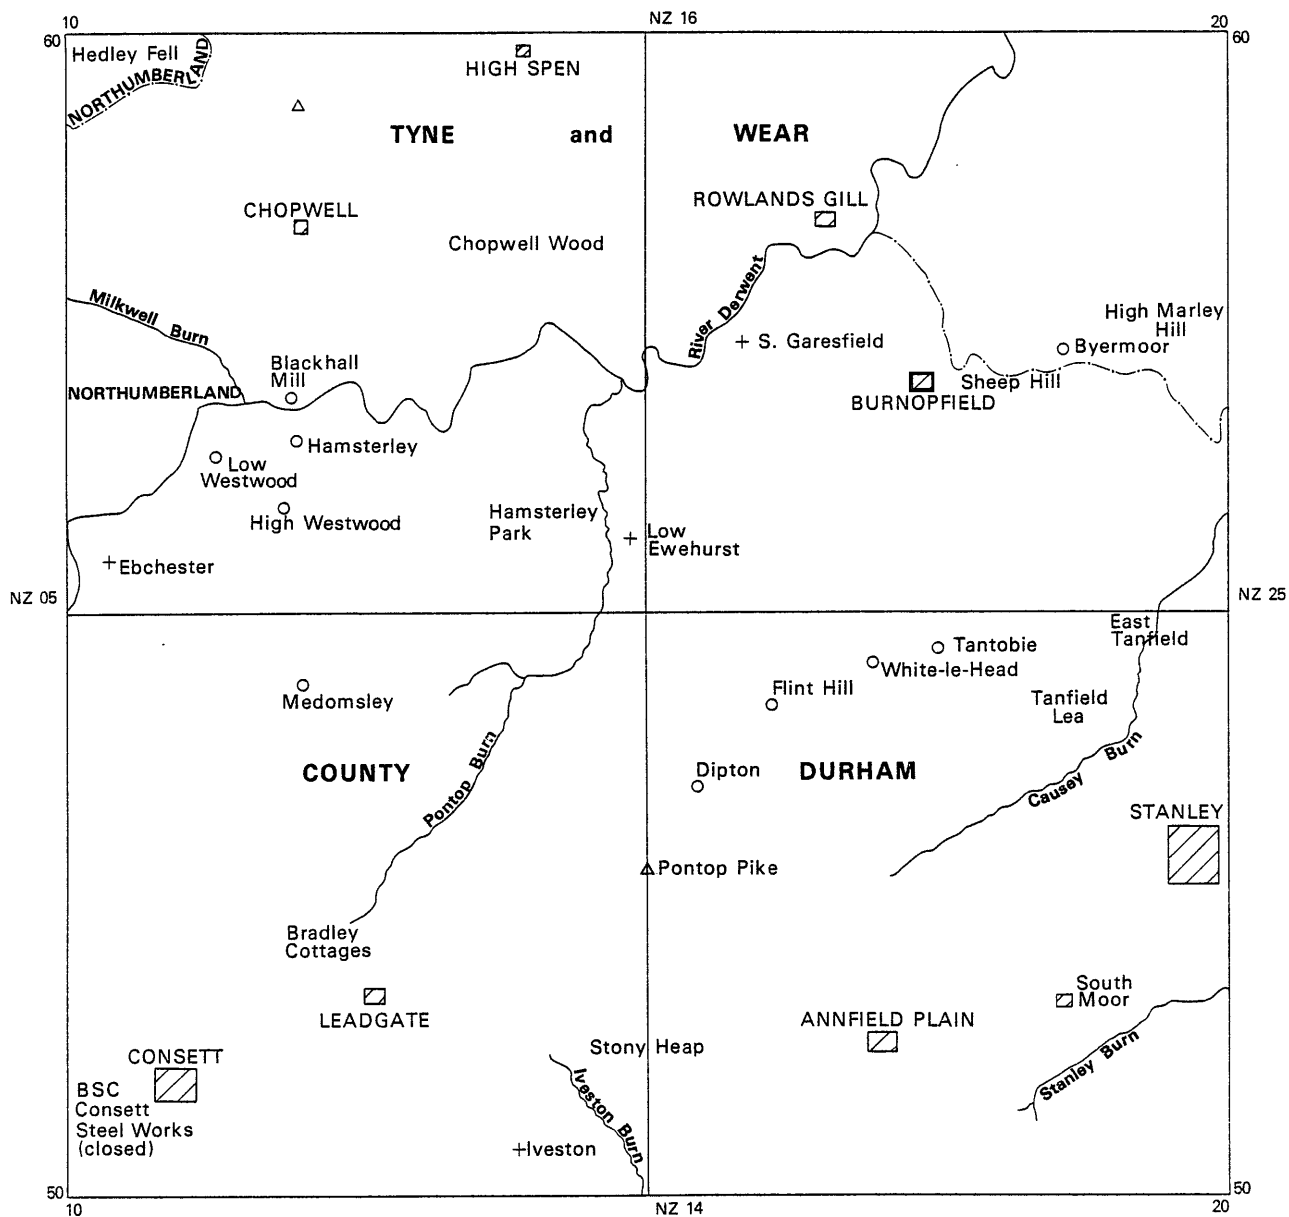 10
NZ 16
20
60
60
Hedley Fell
NORTHUMBERLAND
HIGH SPEN
TYNE and WEAR
CHOPWELL
ROWLANDS GILL
Chopwell Wood
Milkwell Burn
River Derwent
High Marley
Hill
S. Garesfield
Byermoor
Blackhall
Mill
NORTHUMBERLAND
Sheep Hill
BURNOPFIELD
Hamsterley
Low
Westwood
High Westwood
Hamsterley
Park
Low
Ewehurst
Ebchester
NZ 05
NZ 25
East
Tanfield
Tantobie
White-le-Head
Flint Hill
Medomsley
Tanfield
Lea
COUNTY
DURHAM
Pontop Burn
Dipton
Causey Burn
STANLEY
Pontop Pike
Bradley
Cottages
LEADGATE
South
Moor
ANNFIELD PLAIN
Stony Heap
CONSETT
BSC
Consett
Steel Works
(closed)
Iveston Burn
Stanley Burn
Iveston
50
50
10
NZ 14
20